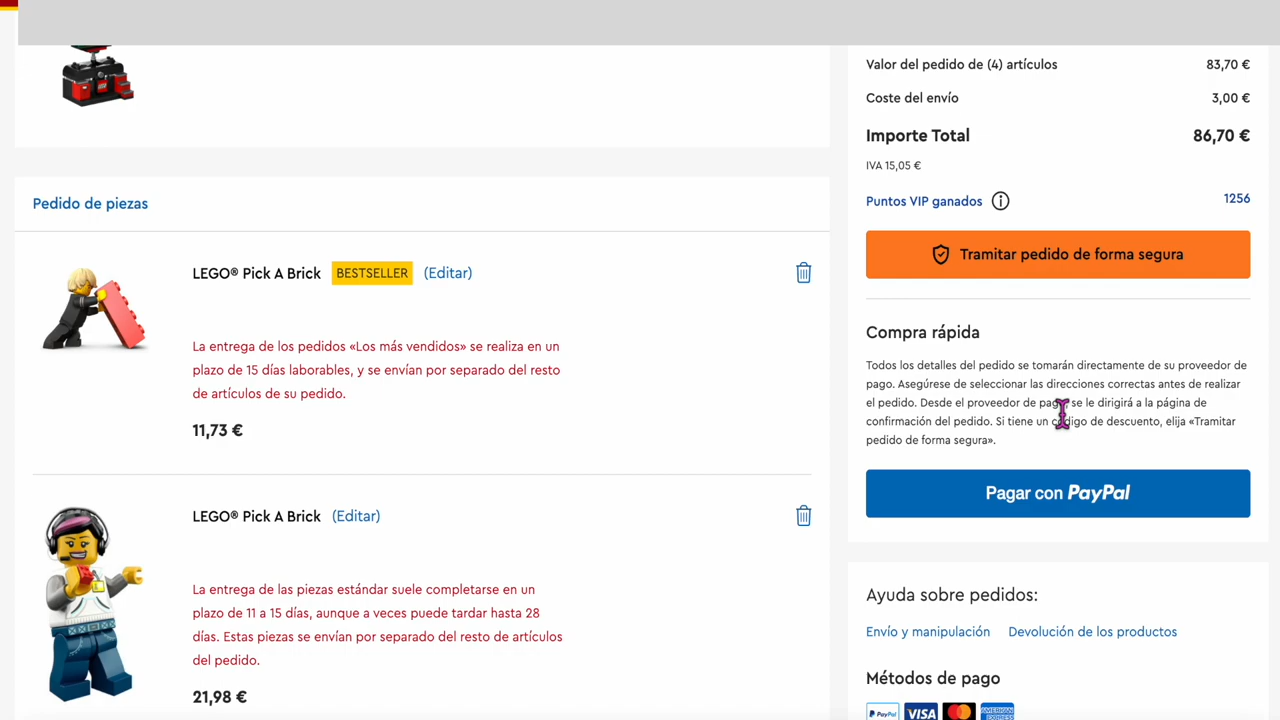 Valor del pedido de (4) artículos 83,70 €
Coste del envío 3,00 €
Importe Total 86,70 €
IVA 15,05 €
Puntos VIP ganados 1256
Tramitar pedido de forma segura
Compra rápida
Todos los detalles del pedido se tomarán directamente de su proveedor de
pago. Asegúrese de seleccionar las direcciones correctas antes de realizar
el pedido. Desde el proveedor de pago se le dirigirá a la página de
confirmación del pedido. Si tiene un código de descuento, elija «Tramitar
pedido de forma segura».
Pagar con PayPal
Ayuda sobre pedidos:
Envío y manipulación Devolución de los productos
Métodos de pago
PayPal VISA AMERICAN EXPRESS
Pedido de piezas
LEGO® Pick A Brick BESTSELLER (Editar)
La entrega de los pedidos «Los más vendidos» se realiza en un
plazo de 15 días laborables, y se envían por separado del resto
de artículos de su pedido.
11,73 €
LEGO® Pick A Brick (Editar)
La entrega de las piezas estándar suele completarse en un
plazo de 11 a 15 días, aunque a veces puede tardar hasta 28
días. Estas piezas se envían por separado del resto de artículos
del pedido.
21,98 €